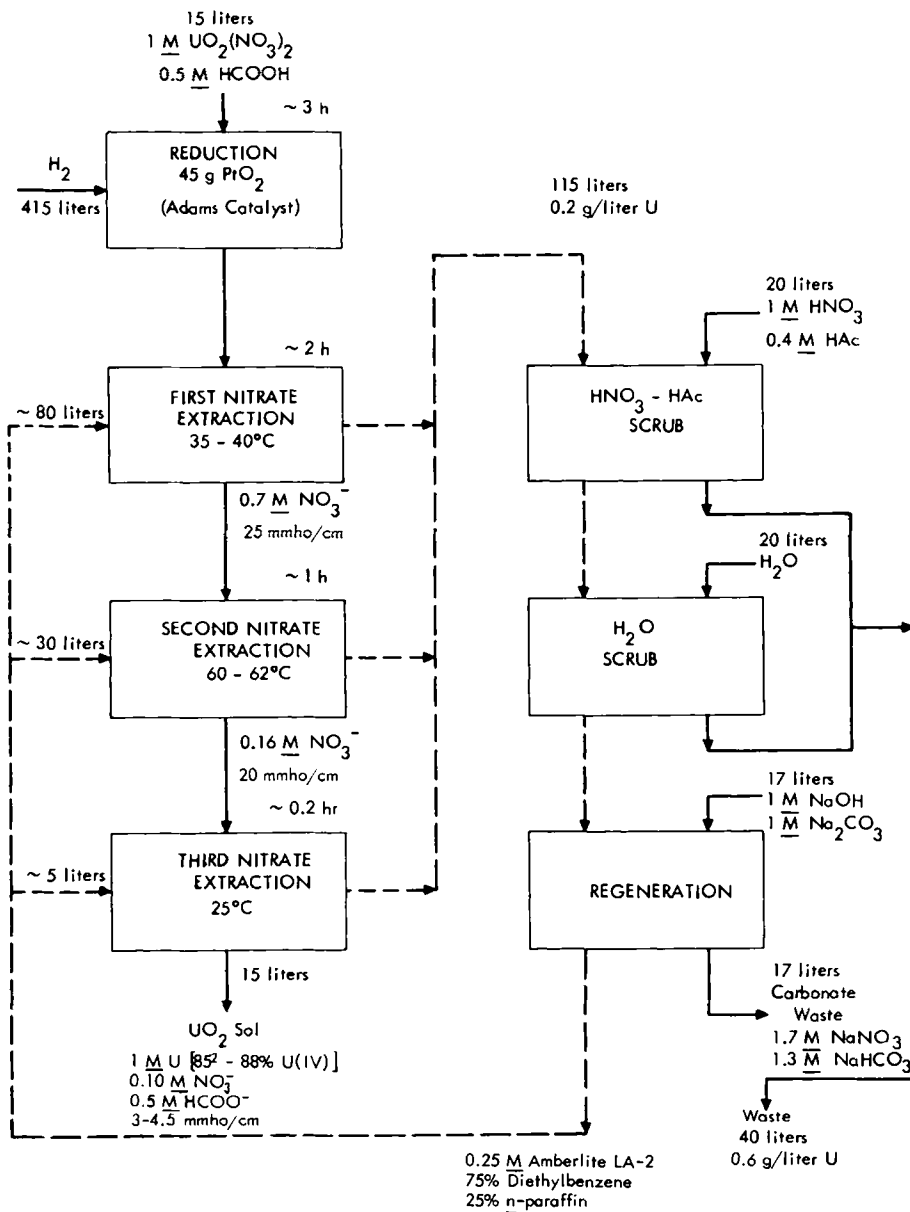 15 liters
1 M UO2(NO3)2
0.5 M HCOOH
~ 3 h
REDUCTION
45 g PtO2
(Adams Catalyst)
H2
415 liters
~ 2 h
FIRST NITRATE
EXTRACTION
35 - 40°C
~ 80 liters
0.7 M NO3-
25 mmho/cm
~ 1 h
SECOND NITRATE
EXTRACTION
60 - 62°C
~ 30 liters
0.16 M NO3-
20 mmho/cm
~ 0.2 hr
THIRD NITRATE
EXTRACTION
25°C
~ 5 liters
15 liters
UO2 Sol
1 M U [85 - 88% U(IV)]
0.10 M NO3-
0.5 M HCOO-
3-4.5 mmho/cm
115 liters
0.2 g/liter U
20 liters
1 M HNO3
0.4 M HAc
HNO3 - HAc
SCRUB
20 liters
H2O
H2O
SCRUB
17 liters
1 M NaOH
1 M Na2CO3
REGENERATION
17 liters
Carbonate
Waste
1.7 M NaNO3
1.3 M NaHCO3
Waste
40 liters
0.6 g/liter U
0.25 M Amberlite LA-2
75% Diethylbenzene
25% n-paraffin